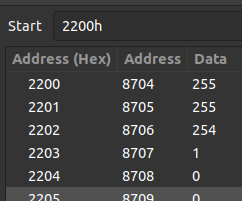 Start 2200h
Address (Hex) Address Data
2200 8704 255
2201 8705 255
2202 8706 254
2203 8707 1
2204 8708 0
2205 8709 0